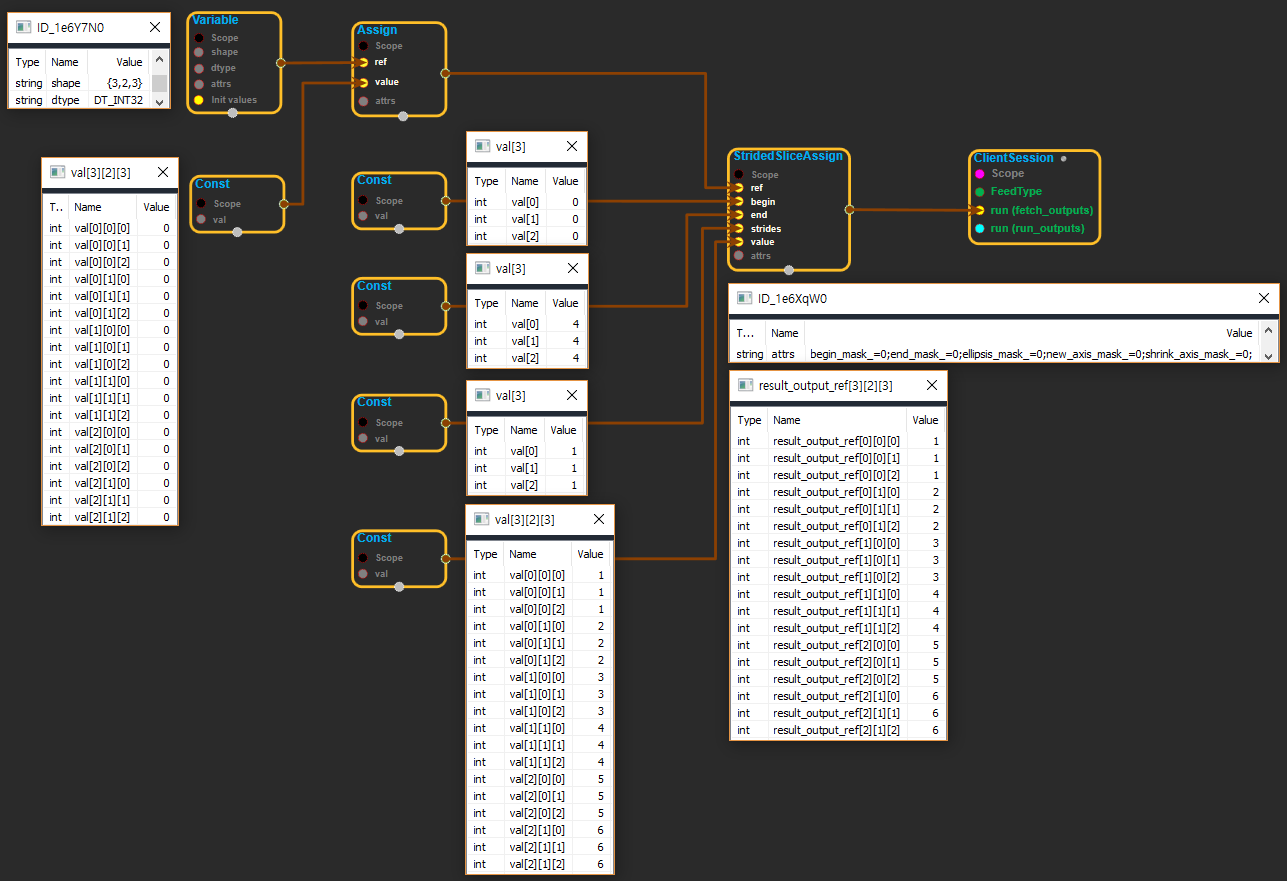 ID_1e6Y7N0
Type Name Value
string shape {3,2,3}
string dtype DT_INT32
Variable
Scope
shape
dtype
attrs
Init values
Assign
Scope
ref
value
attrs
val[3][2][3]
T.. Name Value
int val[0][0][0] 0
int val[0][0][1] 0
int val[0][0][2] 0
int val[0][1][0] 0
int val[0][1][1] 0
int val[0][1][2] 0
int val[1][0][0] 0
int val[1][0][1] 0
int val[1][0][2] 0
int val[1][1][0] 0
int val[1][1][1] 0
int val[1][1][2] 0
int val[2][0][0] 0
int val[2][0][1] 0
int val[2][0][2] 0
int val[2][1][0] 0
int val[2][1][1] 0
int val[2][1][2] 0
Const
Scope
val
Const
Scope
val
val[3]
Type Name Value
int val[0] 0
int val[1] 0
int val[2] 0
Const
Scope
val
val[3]
Type Name Value
int val[0] 4
int val[1] 4
int val[2] 4
Const
Scope
val
val[3]
Type Name Value
int val[0] 1
int val[1] 1
int val[2] 1
Const
Scope
val
val[3][2][3]
Type Name Value
int val[0][0][0] 1
int val[0][0][1] 1
int val[0][0][2] 1
int val[0][1][0] 2
int val[0][1][1] 2
int val[0][1][2] 2
int val[1][0][0] 3
int val[1][0][1] 3
int val[1][0][2] 3
int val[1][1][0] 4
int val[1][1][1] 4
int val[1][1][2] 4
int val[2][0][0] 5
int val[2][0][1] 5
int val[2][0][2] 5
int val[2][1][0] 6
int val[2][1][1] 6
int val[2][1][2] 6
StridedSliceAssign
Scope
ref
begin
end
strides
value
attrs
ClientSession
Scope
FeedType
run (fetch_outputs)
run (run_outputs)
ID_1e6XqW0
T... Name Value
string attrs begin_mask_=0;end_mask_=0;ellipsis_mask_=0;new_axis_mask_=0;shrink_axis_mask_=0;
result_output_ref[3][2][3]
Type Name Value
int result_output_ref[0][0][0] 1
int result_output_ref[0][0][1] 1
int result_output_ref[0][0][2] 1
int result_output_ref[0][1][0] 2
int result_output_ref[0][1][1] 2
int result_output_ref[0][1][2] 2
int result_output_ref[1][0][0] 3
int result_output_ref[1][0][1] 3
int result_output_ref[1][0][2] 3
int result_output_ref[1][1][0] 4
int result_output_ref[1][1][1] 4
int result_output_ref[1][1][2] 4
int result_output_ref[2][0][0] 5
int result_output_ref[2][0][1] 5
int result_output_ref[2][0][2] 5
int result_output_ref[2][1][0] 6
int result_output_ref[2][1][1] 6
int result_output_ref[2][1][2] 6